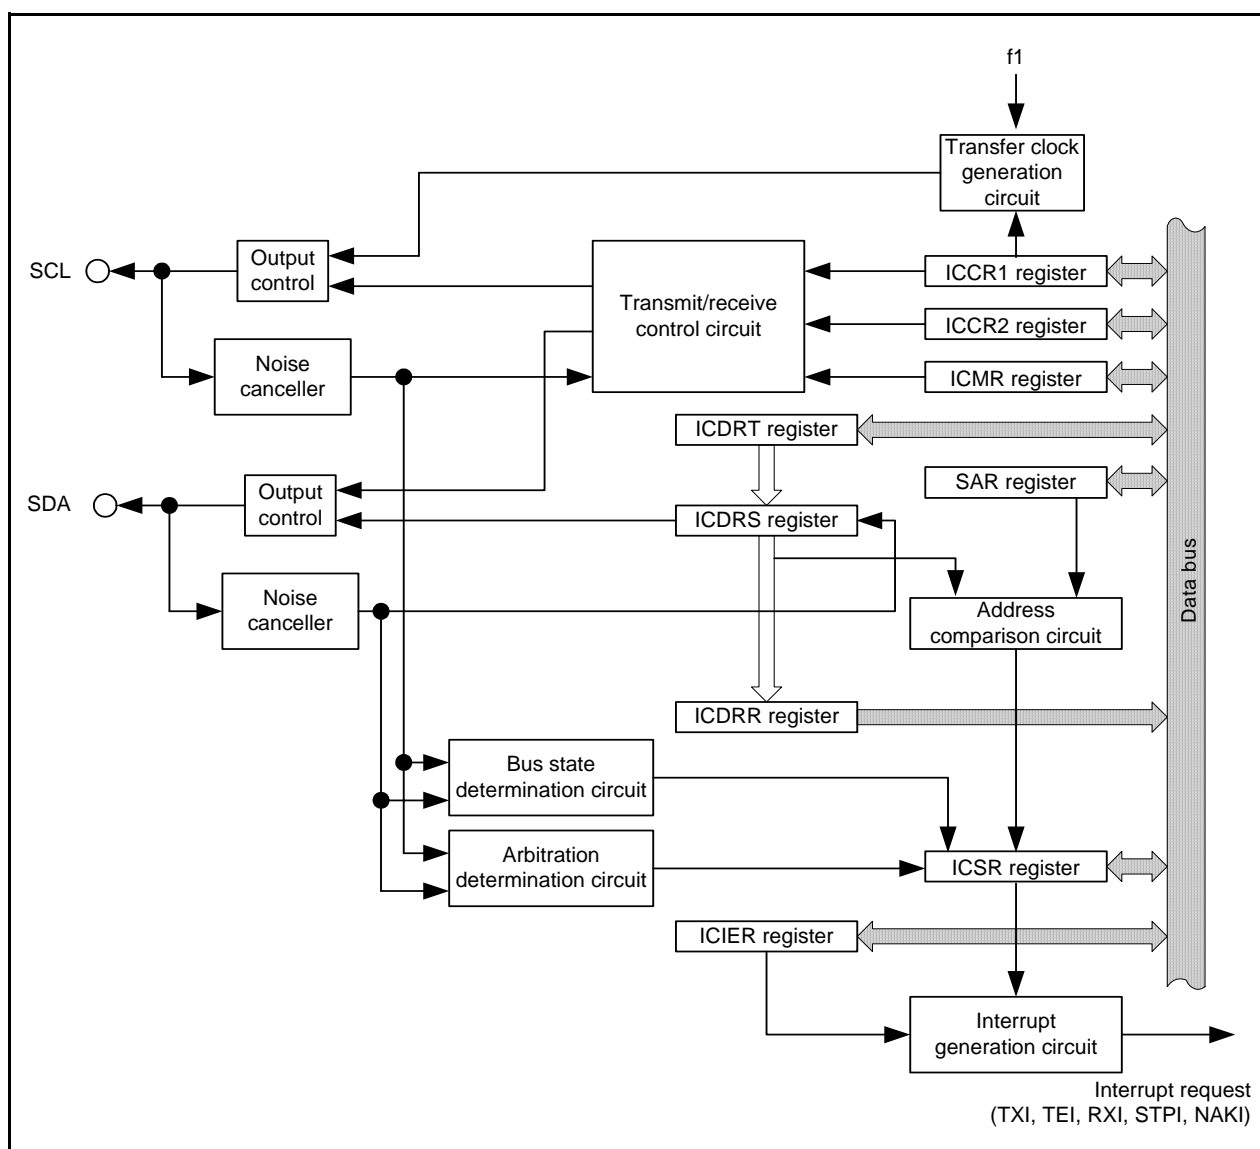 f1
Transfer clock
generation
circuit
SCL
Output
control
Transmit/receive
control circuit
ICCR1 register
ICCR2 register
ICMR register
Noise
canceller
ICDRT register
SDA
Output
control
SAR register
ICDRS register
Noise
canceller
Address
comparison circuit
Data bus
ICDRR register
Bus state
determination circuit
Arbitration
determination circuit
ICSR register
ICIER register
Interrupt
generation circuit
Interrupt request
(TXI, TEI, RXI, STPI, NAKI)